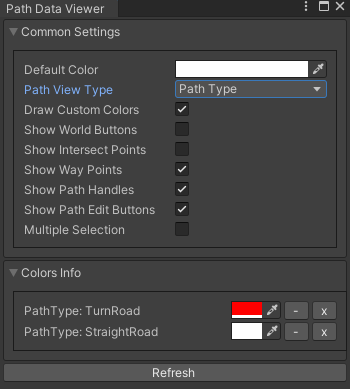 Path Data Viewer
Common Settings
Default Color
Path View Type Path Type
Draw Custom Colors
Show World Buttons
Show Intersect Points
Show Way Points
Show Path Handles
Show Path Edit Buttons
Multiple Selection
Colors Info
PathType: TurnRoad - x
PathType: StraightRoad - x
Refresh